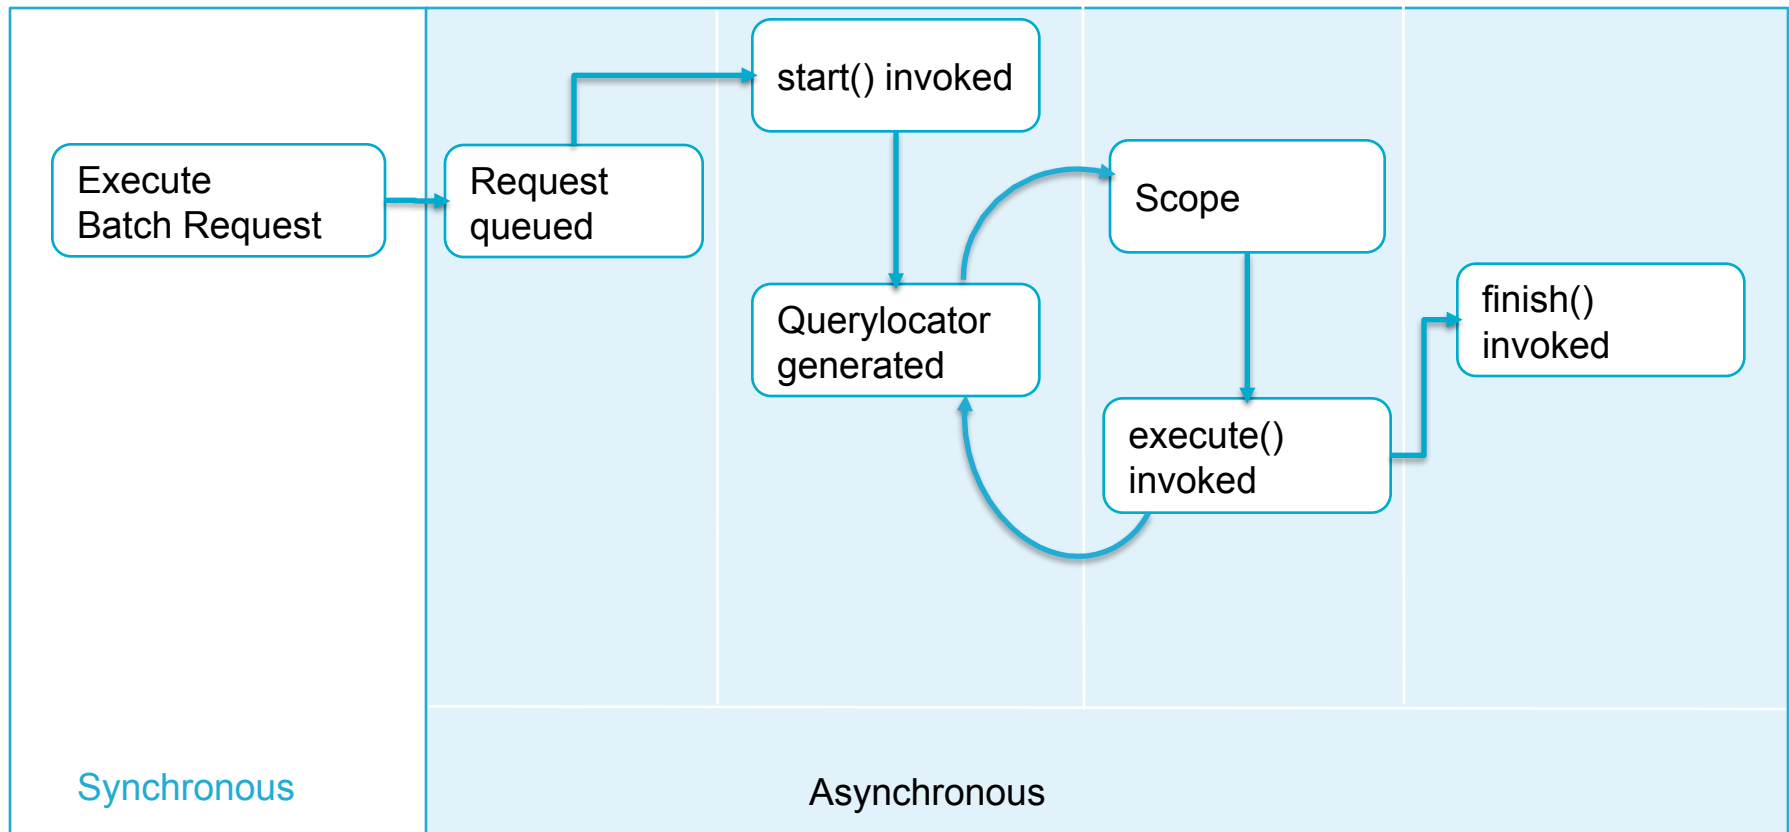 Execute
Batch Request
Request
queued
start() invoked
Querylocator
generated
Scope
execute()
invoked
finish()
invoked
Synchronous
Asynchronous